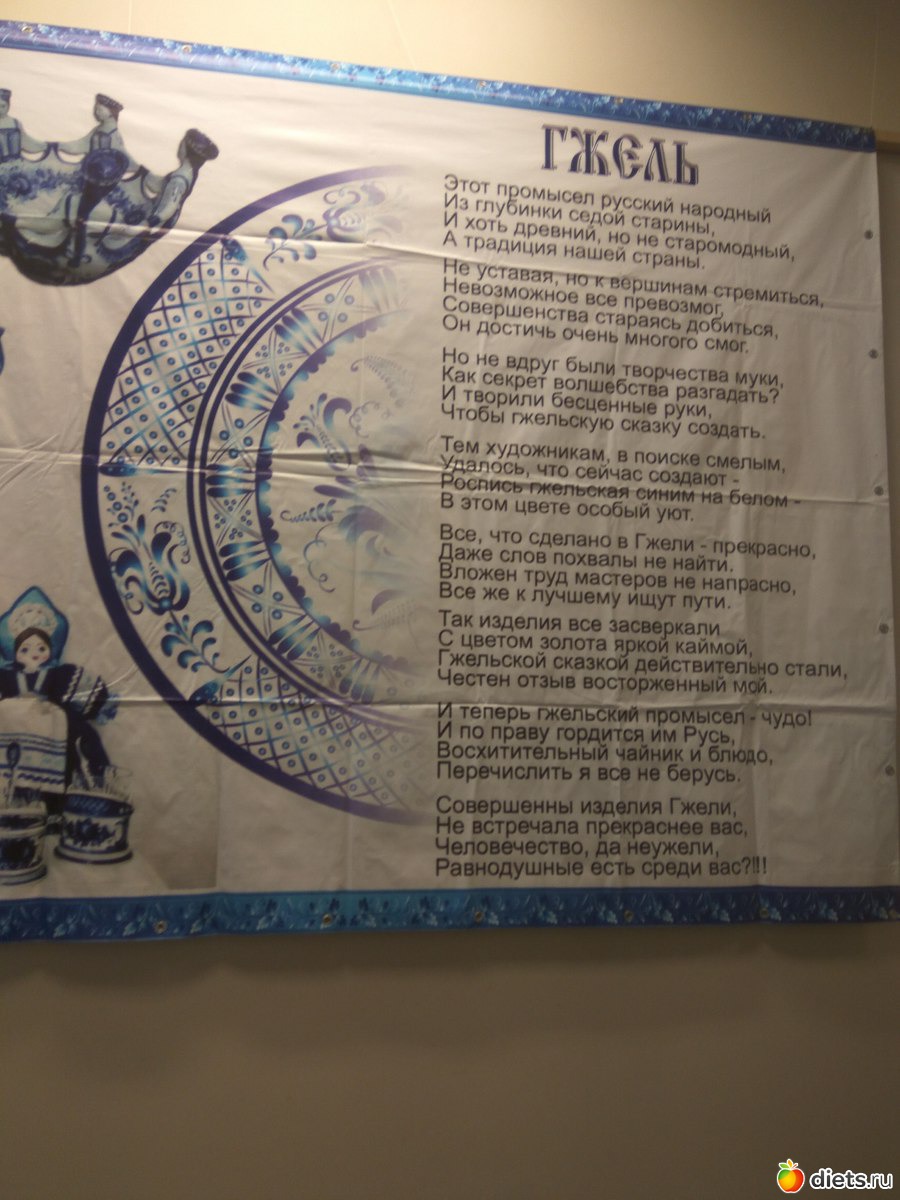 ГЖЕЛЬ
Этот промысел русский народный
Из глубинки седой старины,
И хоть древний, но не старомодный,
А традиция нашей страны.
Не уставая, но к вершинам стремиться,
Невозможное все превозмог,
Совершенства стараясь добиться,
Он достичь очень многого смог.
Но не вдруг были творчества муки,
Как секрет волшебства разгадать?
И творили бесценные руки,
Чтобы гжельскую сказку создать.
Тем художникам, в поиске смелым,
Удалось, что сейчас создают -
Роспись гжельская синим на белом -
В этом цвете особый уют.
Все, что сделано в Гжели - прекрасно,
Даже слов похвалы не найти.
Вложен труд мастеров не напрасно,
Все же к лучшему ищут пути.
Так изделия все засверкали
С цветом золота яркой каймой,
Гжельской сказкой действительно стали,
Честен отзыв восторженный мой.
И теперь гжельский промысел - чудо!
И по праву гордится им Русь,
Восхитительный чайник и блюдо,
Перечислить я все не берусь.
Совершенны изделия Гжели,
Не встречала прекраснее вас,
Человечество, да неужели,
Равнодушные есть среди вас?!!!
diets.ru